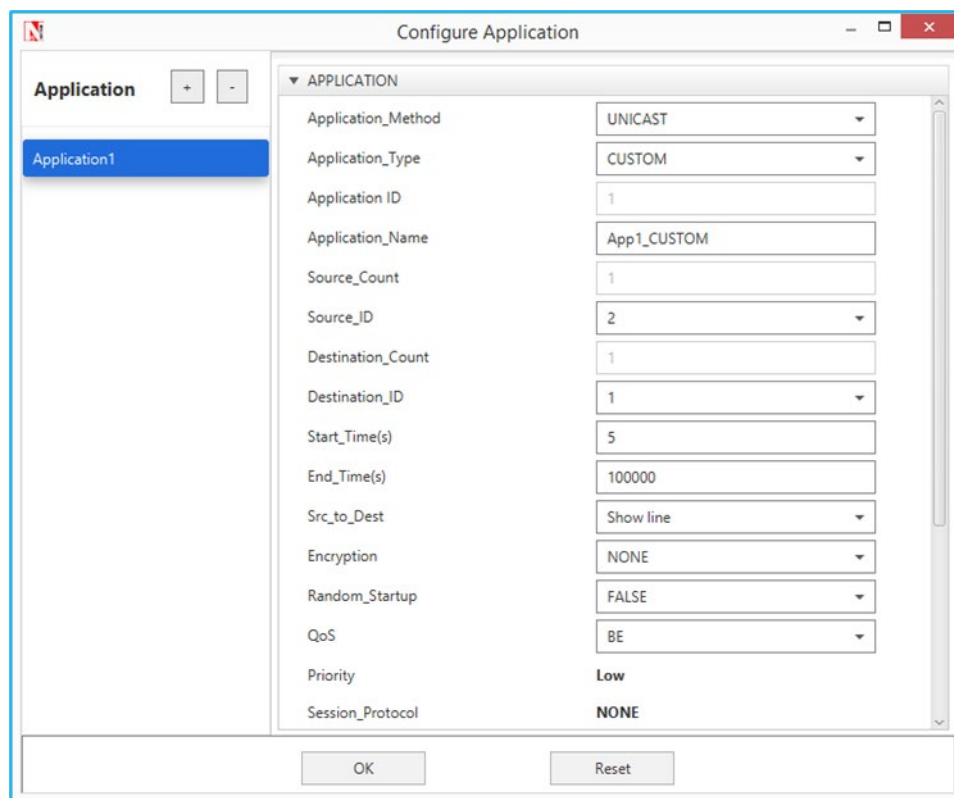 Configure Application
Application + -
Application1
APPLICATION
Application_Method UNICAST
Application_Type CUSTOM
Application ID 1
Application_Name App1_CUSTOM
Source_Count 1
Source_ID 2
Destination_Count 1
Destination_ID 1
Start_Time(s) 5
End_Time(s) 100000
Src_to_Dest Show line
Encryption NONE
Random_Startup FALSE
QoS BE
Priority Low
Session_Protocol NONE
OK Reset